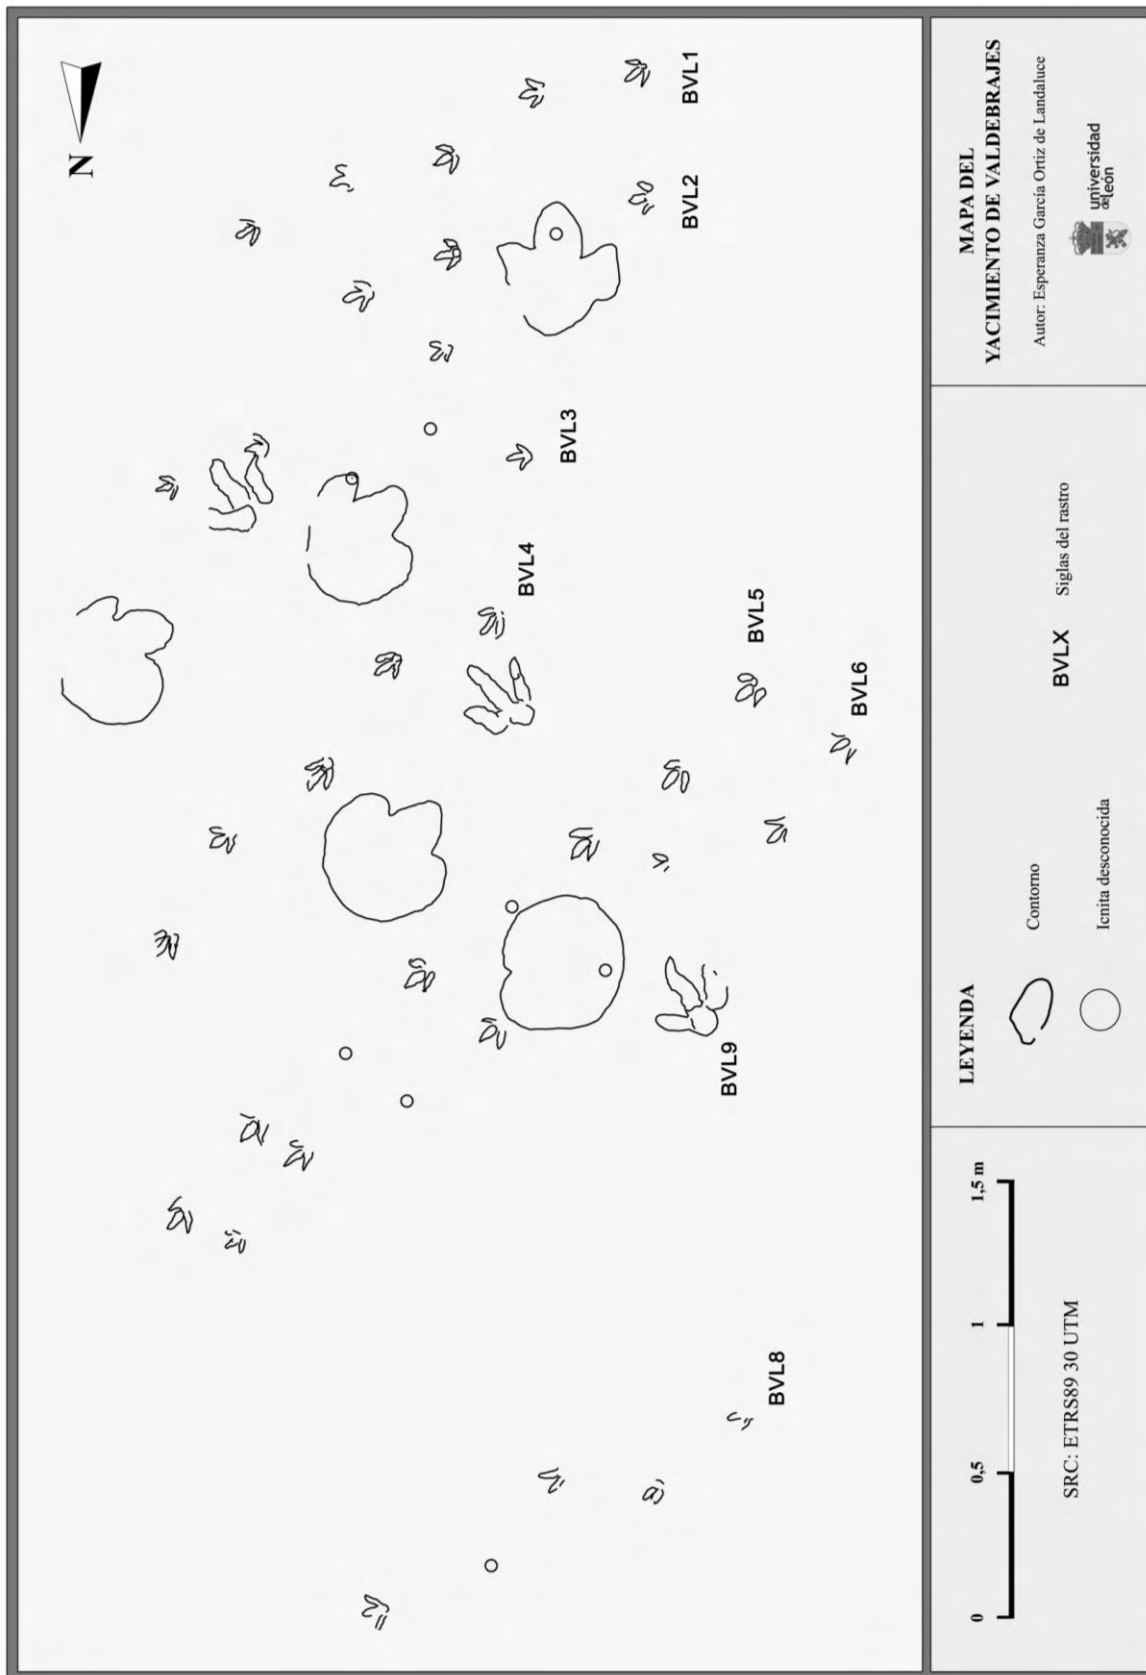 N
BVL1
BVL2
BVL3
BVL4
BVL5
BVL6
BVL9
BVL8
MAPA DEL
YACIMIENTO DE VALDEBRAJES
Autor: Esperanza García Ortiz de Landaluce
universidad
de león
LEYENDA
Contorno
Icnita desconocida
BVLX Siglas del rastro
0 0,5 1 1,5 m
SRC: ETRS89 30 UTM